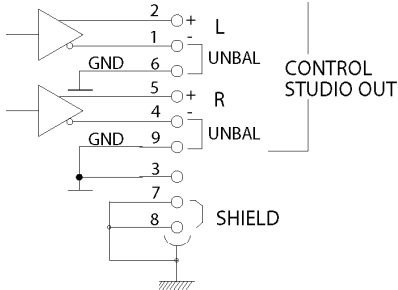 2 + L
1 -
GND 6 UNBAL
5 + R
4 -
GND 9 UNBAL
3
7
8 SHIELD
CONTROL
STUDIO OUT